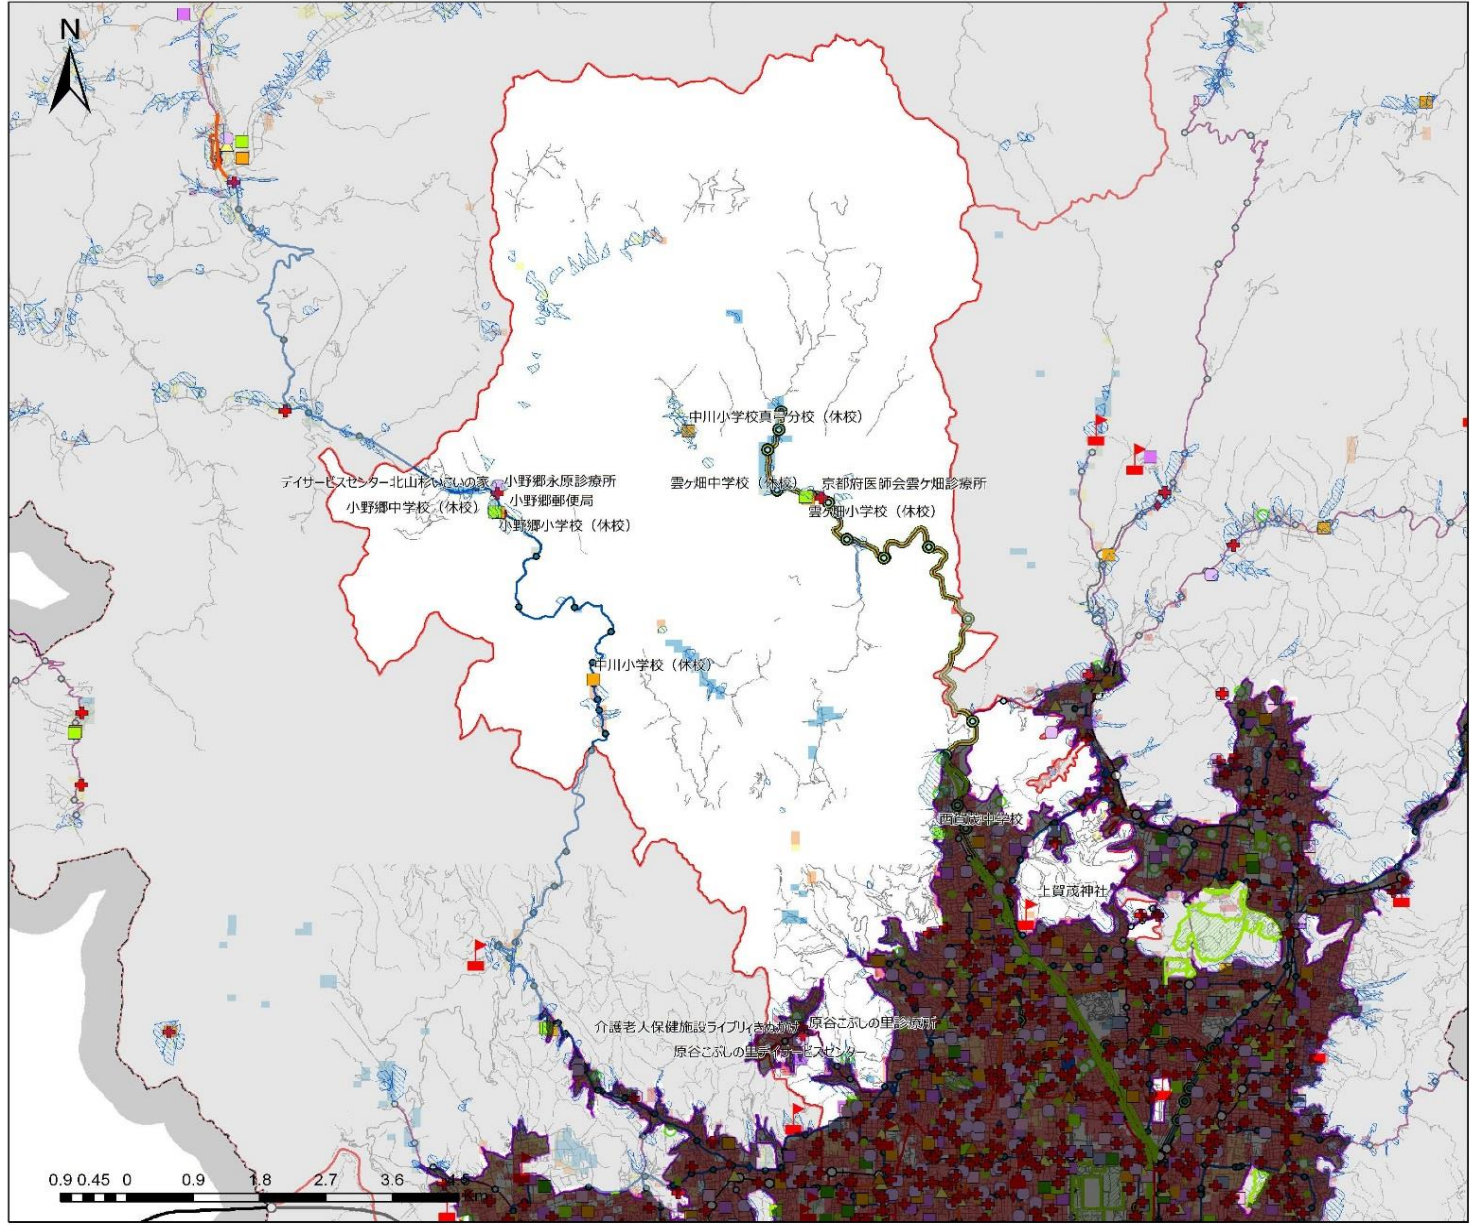 N
中川小学校真弓分校（休校）
デイサービスセンター北山杉いこいの家
小野郷永原診療所
雲ヶ畑中学校（休校）
京都府医師会雲ケ畑診療所
小野郷中学校（休校）
小野郷郵便局
雲ヶ畑小学校（休校）
小野郷小学校（休校）
中川小学校（休校）
西賀茂中学校
上賀茂神社
介護老人保健施設ライブリィきぬかけ
原谷こぶしの里診療所
原谷こぶしの里デイサービスセンター
0.9 0.45 0 0.9 1.8 2.7 3.6 4.5
Km